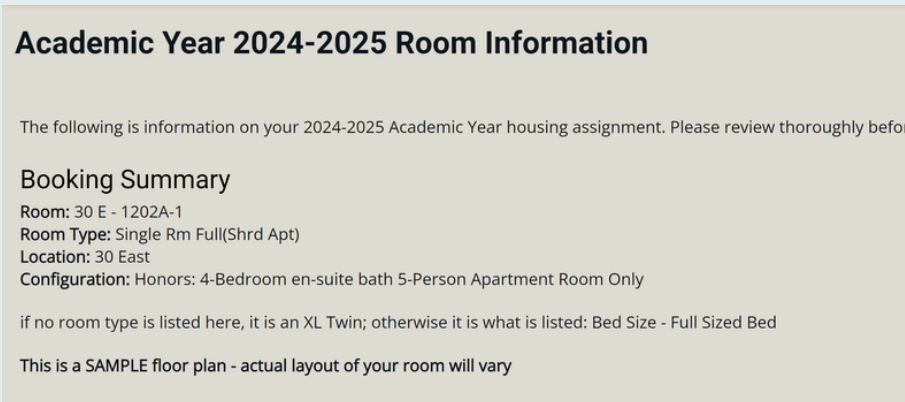 Academic Year 2024-2025 Room Information
The following is information on your 2024-2025 Academic Year housing assignment. Please review thoroughly
Booking Summary
Room: 30 E - 1202A-1
Room Type: Single Rm Full(Shrd Apt)
Location: 30 East
Configuration: Honors: 4-Bedroom en-suite bath 5-Person Apartment Room Only
if no room type is listed here, it is an XL Twin; otherwise it is what is listed: Bed Size - Full Sized Bed
This is a SAMPLE floor plan - actual layout of your room will vary